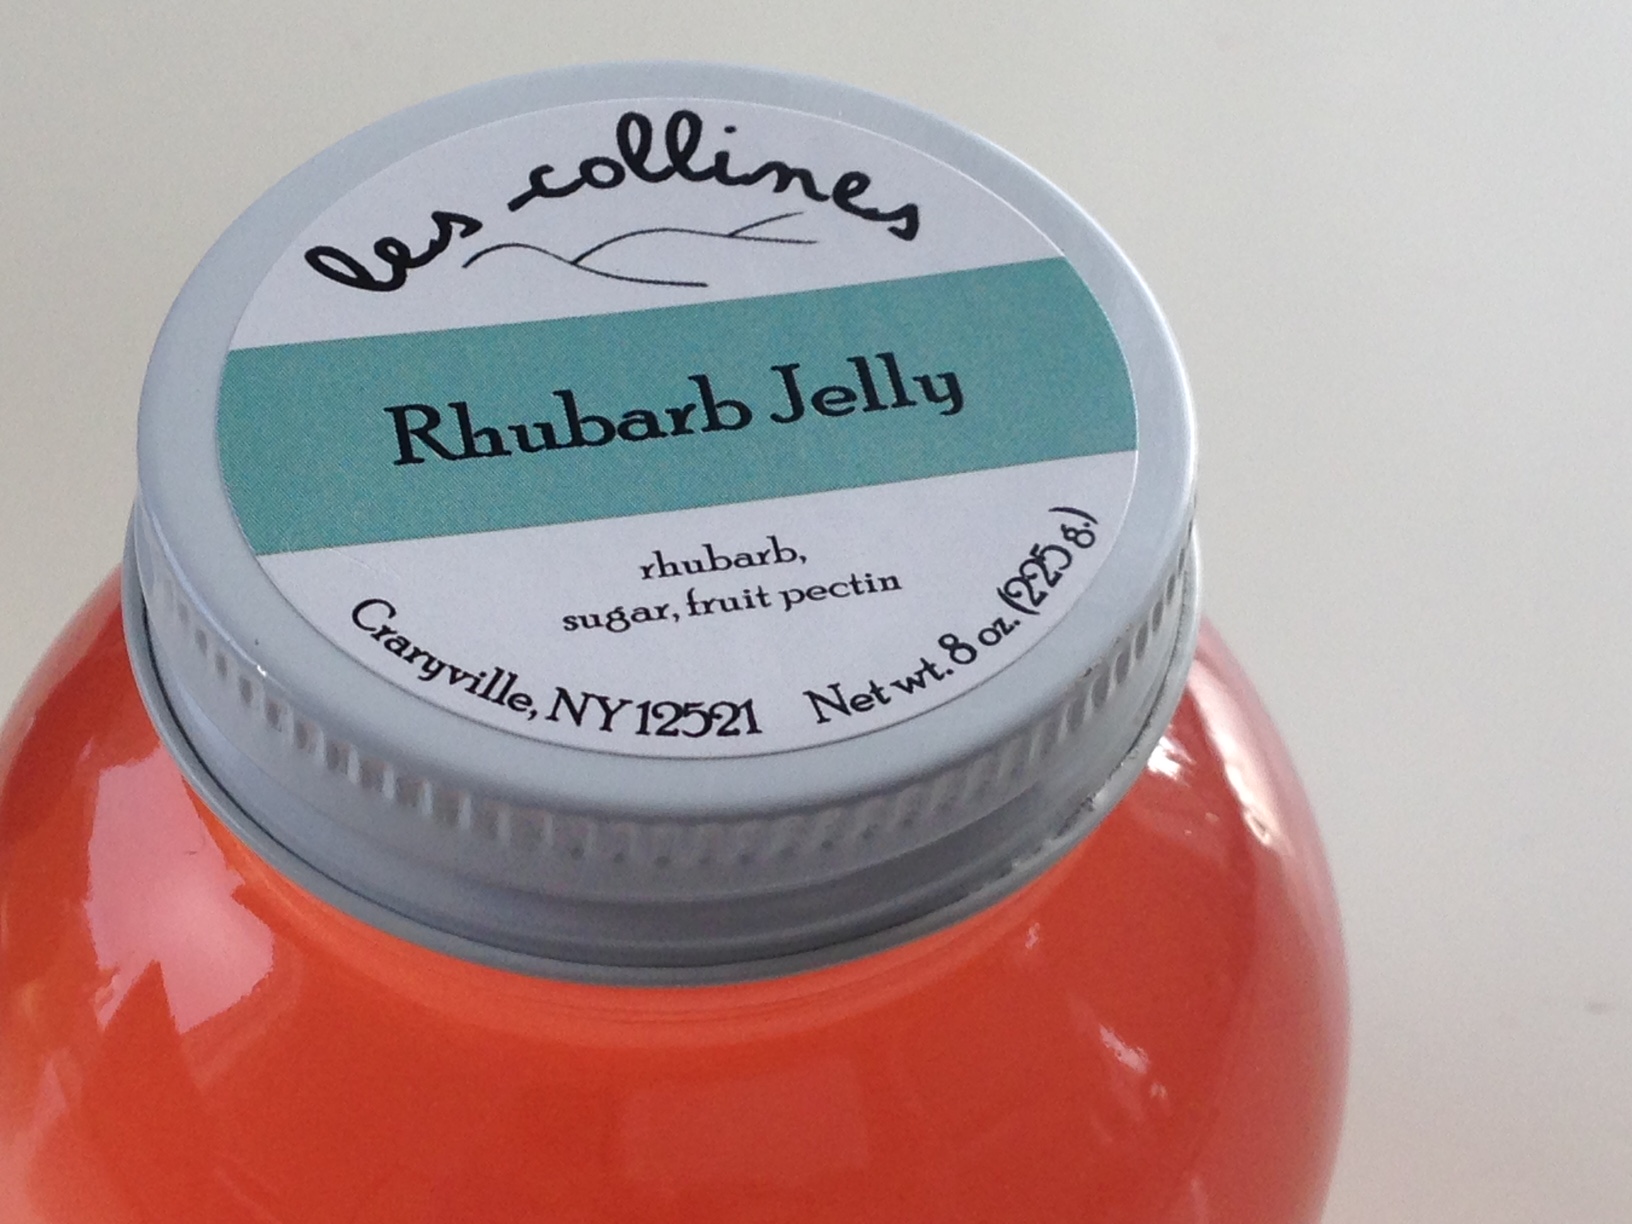 les collines
Rhubarb Jelly
rhubarb,
sugar, fruit pectin
Craryville, NY 12521
Net wt. 8 oz. (225 g.)